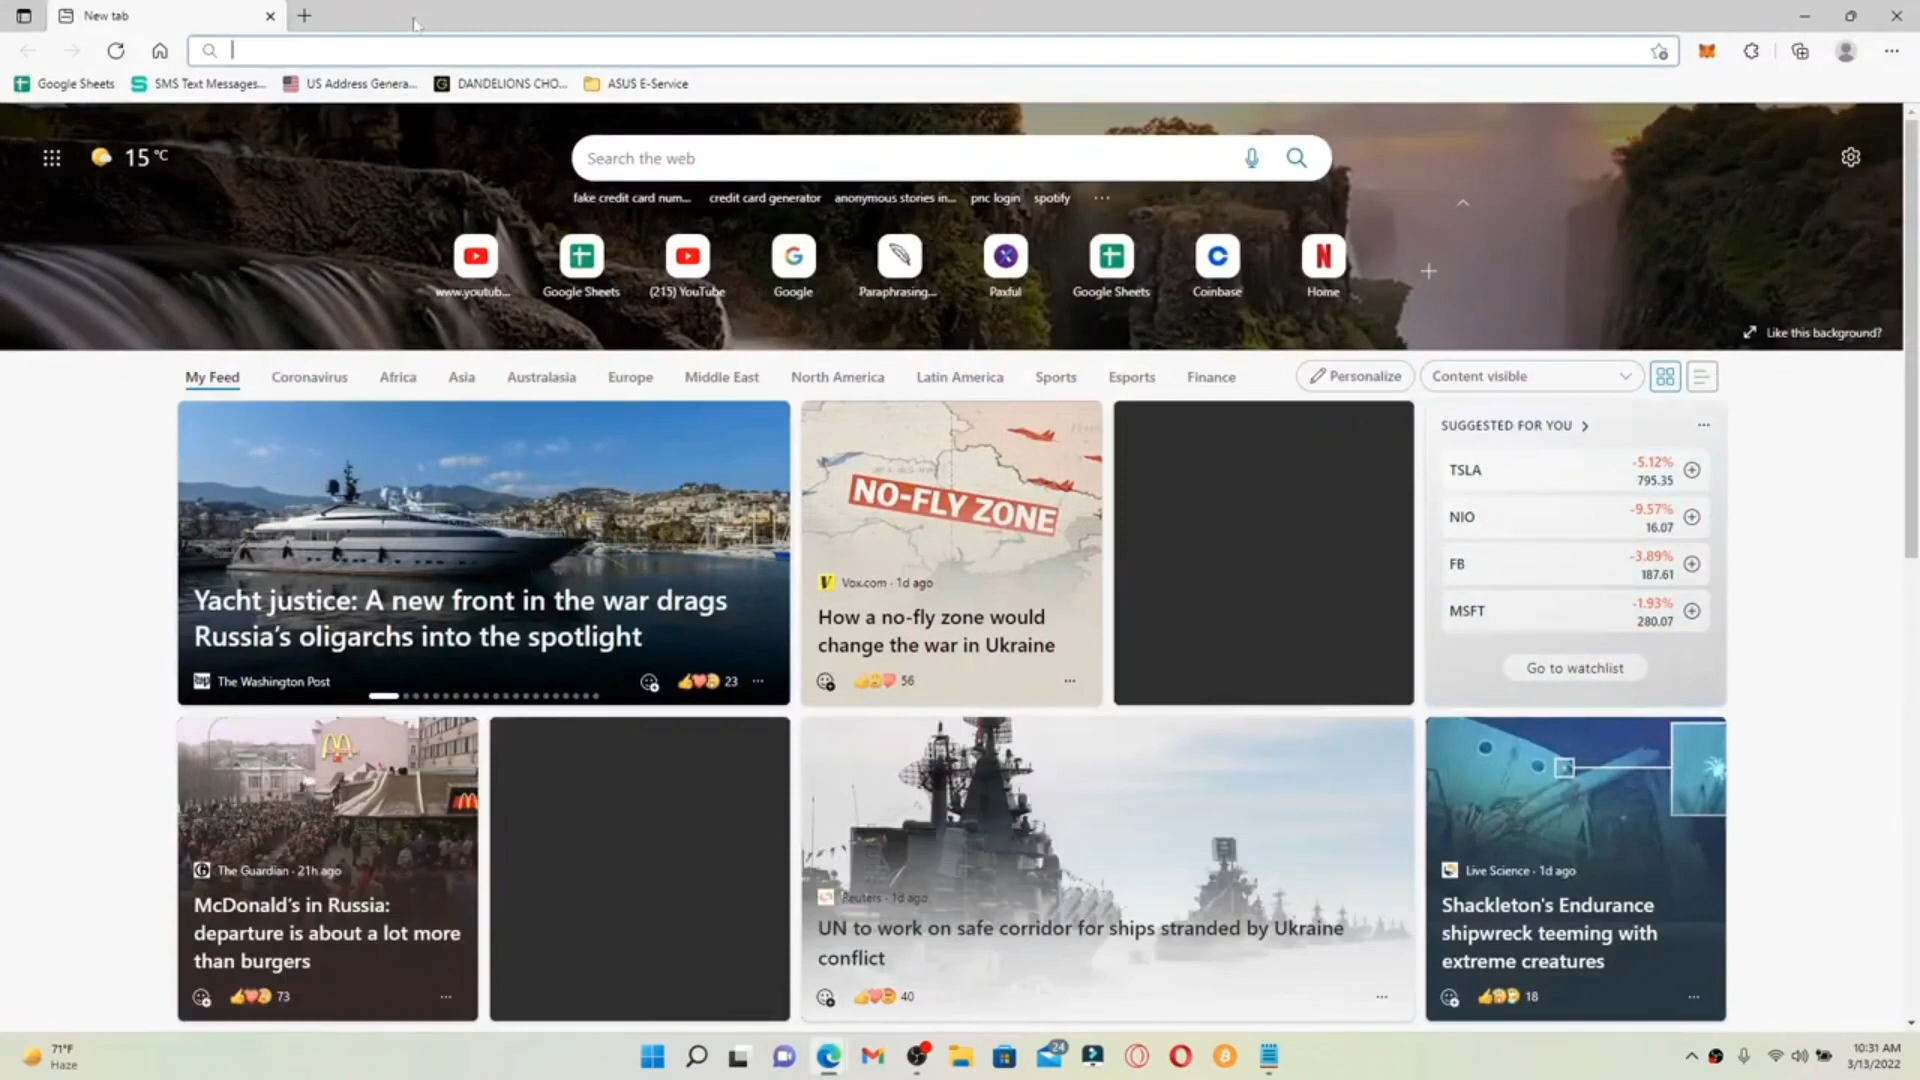 New tab
Google Sheets
SMS Text Messages...
US Address Genera...
DANDELIONS CHO...
ASUS E-Service
15 °C
Search the web
fake credit card num...
credit card generator
anonymous stories in...
pnc login
spotify
www.youtub...
Google Sheets
(215) YouTube
Google
Paraphrasing...
Paxful
Google Sheets
Coinbase
Home
Like this background?
My Feed
Coronavirus
Africa
Asia
Australasia
Europe
Middle East
North America
Latin America
Sports
Esports
Finance
Personalize
Content visible
Yacht justice: A new front in the war drags
Russia's oligarchs into the spotlight
The Washington Post
23
NO-FLY ZONE
Vox.com · 1d ago
How a no-fly zone would
change the war in Ukraine
56
SUGGESTED FOR YOU
TSLA
-5.12%
795.35
NIO
-9.57%
16.07
FB
-3.89%
187.61
MSFT
-1.93%
280.07
Go to watchlist
The Guardian · 21h ago
McDonald's in Russia:
departure is about a lot more
than burgers
73
Reuters · 1d ago
UN to work on safe corridor for ships stranded by Ukraine
conflict
40
Live Science · 1d ago
Shackleton's Endurance
shipwreck teeming with
extreme creatures
18
71°F
Haze
24
10:31 AM
3/13/2022